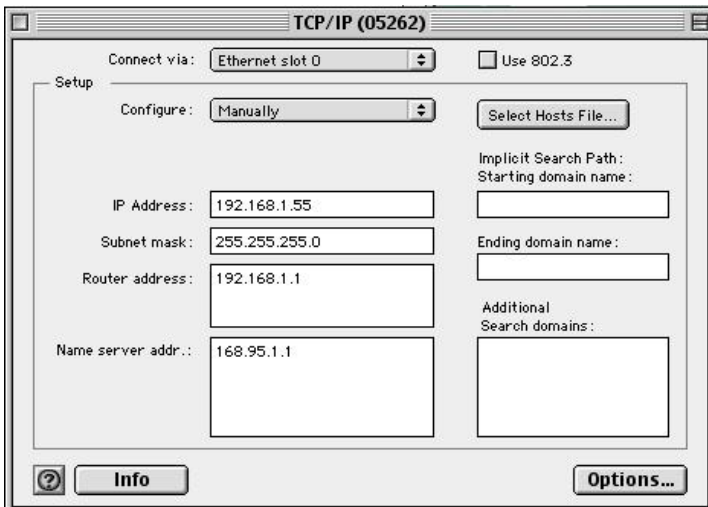 TCP/IP (05262)
Connect via: Ethernet slot 0 Use 802.3
Setup
Configure: Manually Select Hosts File...
Implicit Search Path:
Starting domain name:
IP Address: 192.168.1.55
Subnet mask: 255.255.255.0 Ending domain name:
Router address: 192.168.1.1
Additional
Search domains:
Name server addr.: 168.95.1.1
? Info Options...